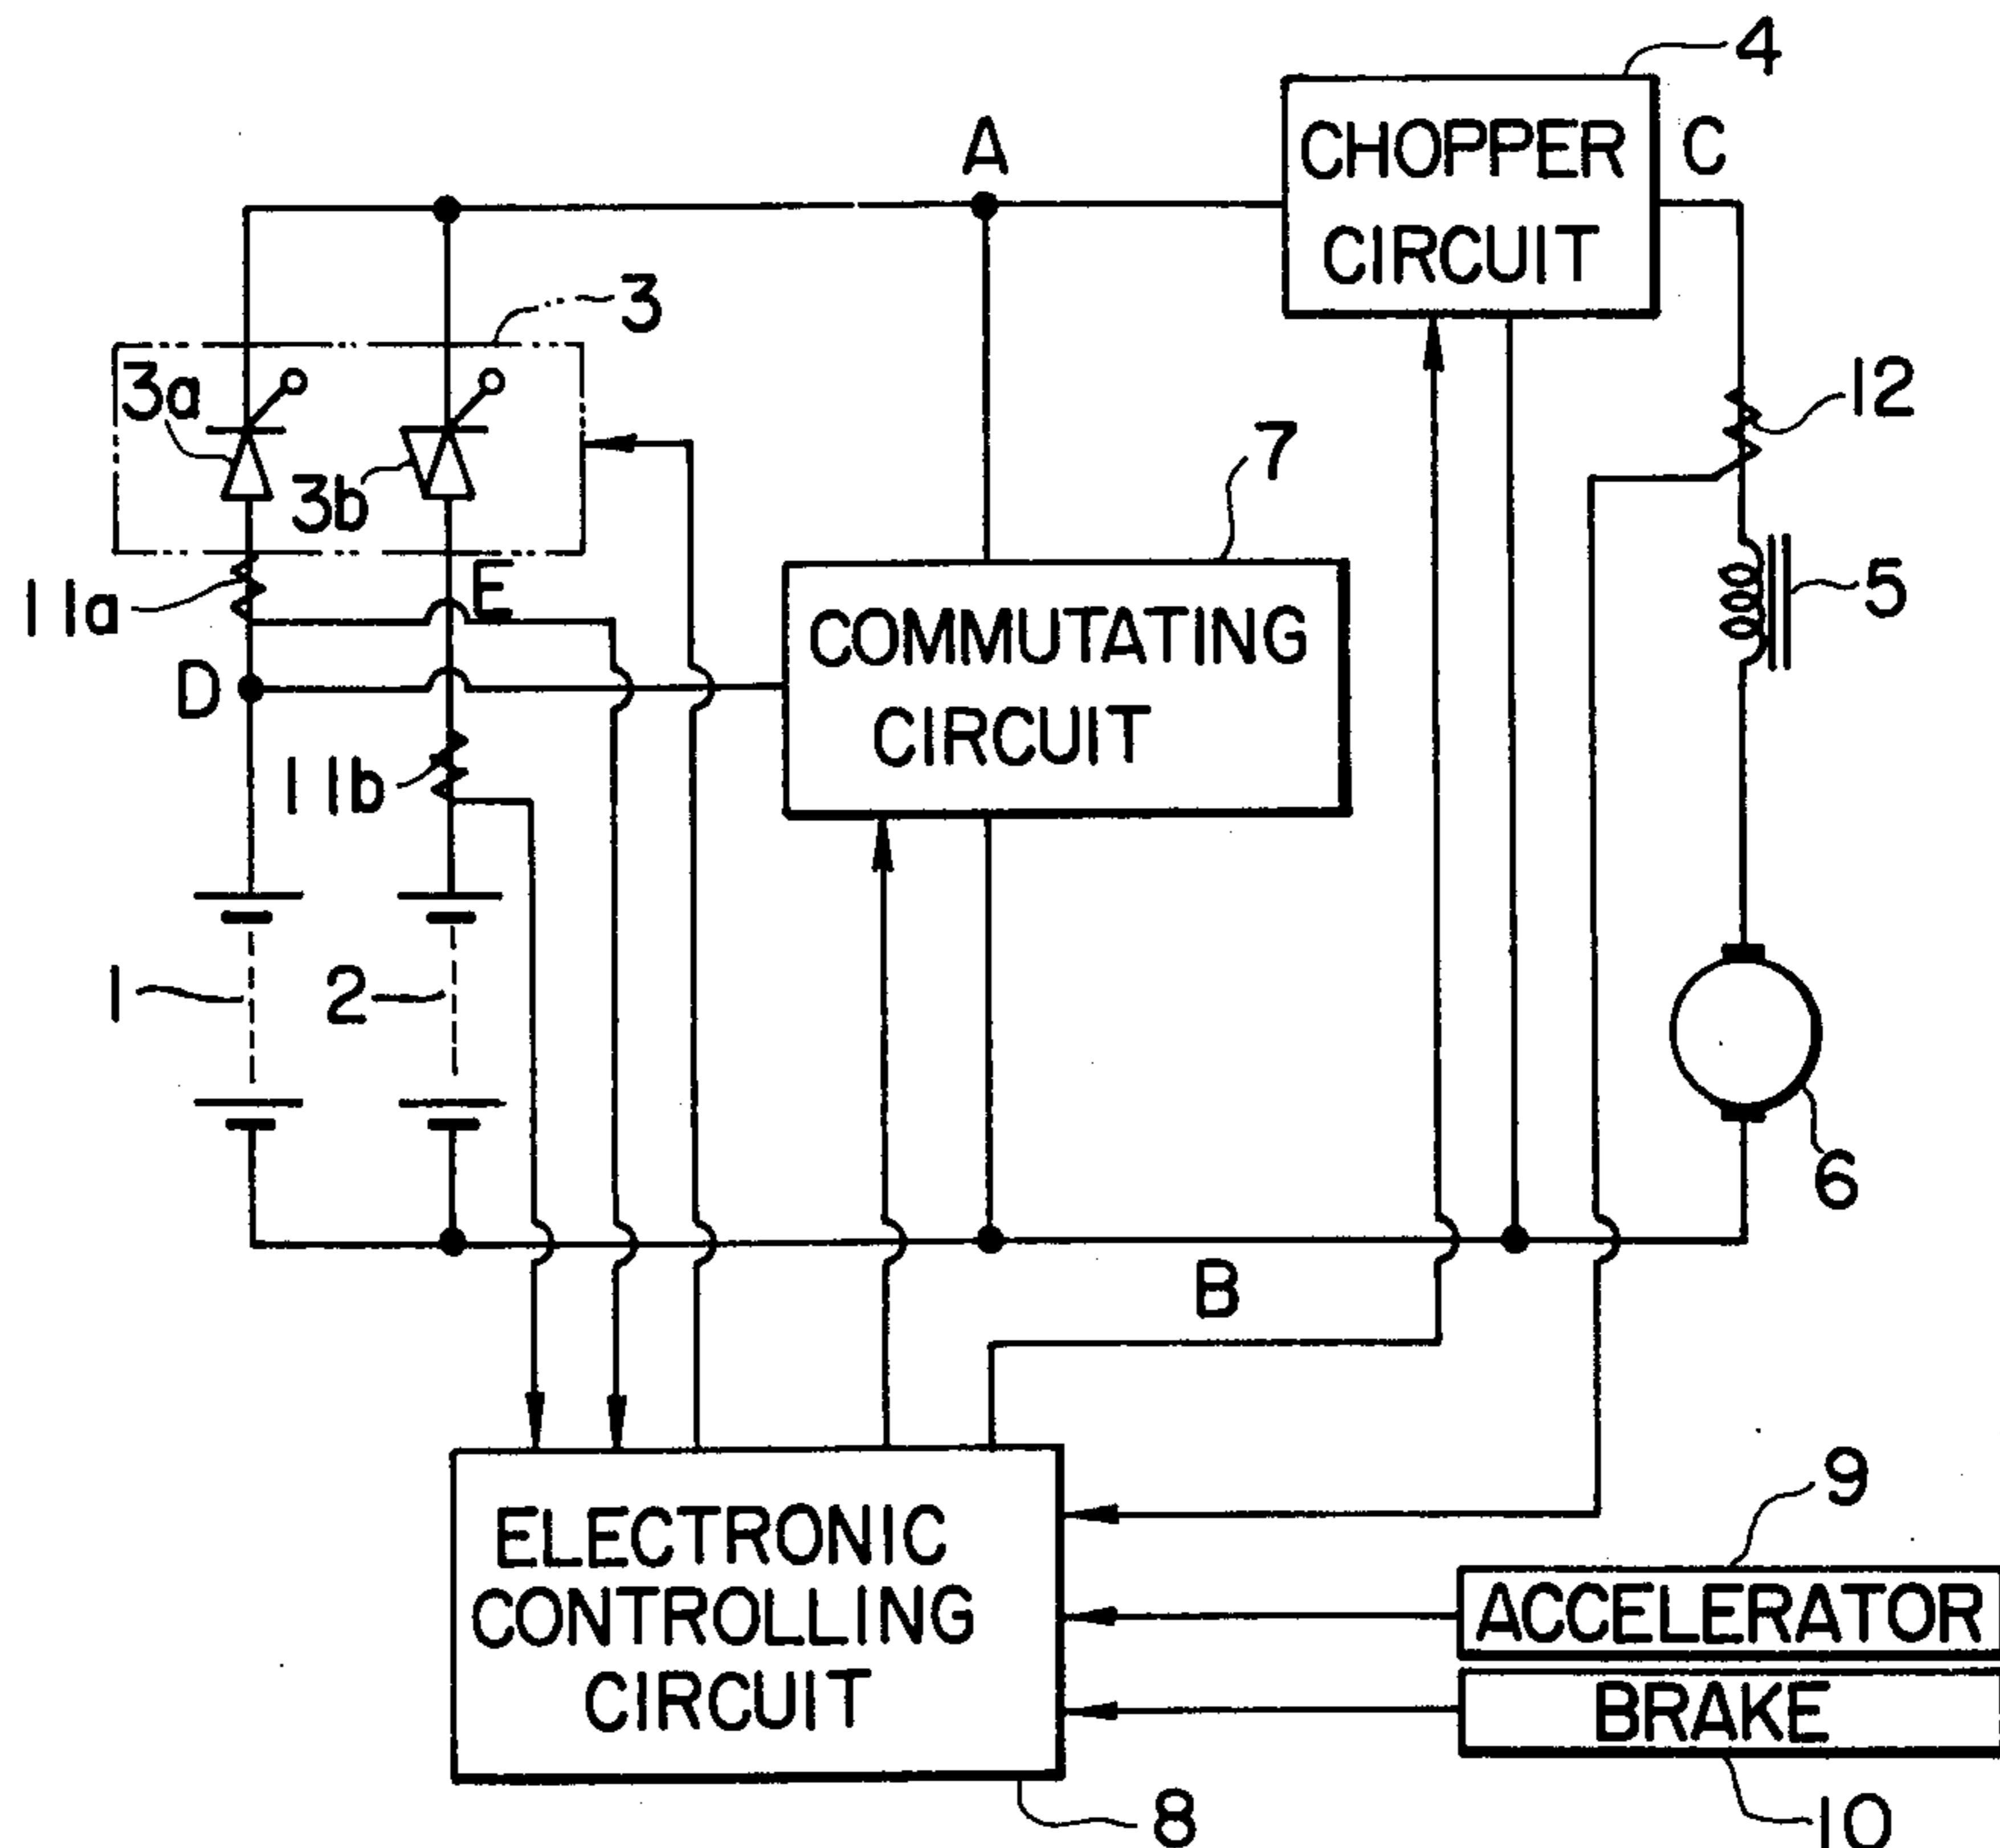 4
A
CHOPPER
C
CIRCUIT
3
3a
12
7
3b
E
5
11a
COMMUTATING
D
CIRCUIT
11b
1
2
6
B
9
ELECTRONIC
CONTROLLING
ACCELERATOR
CIRCUIT
BRAKE
8
10